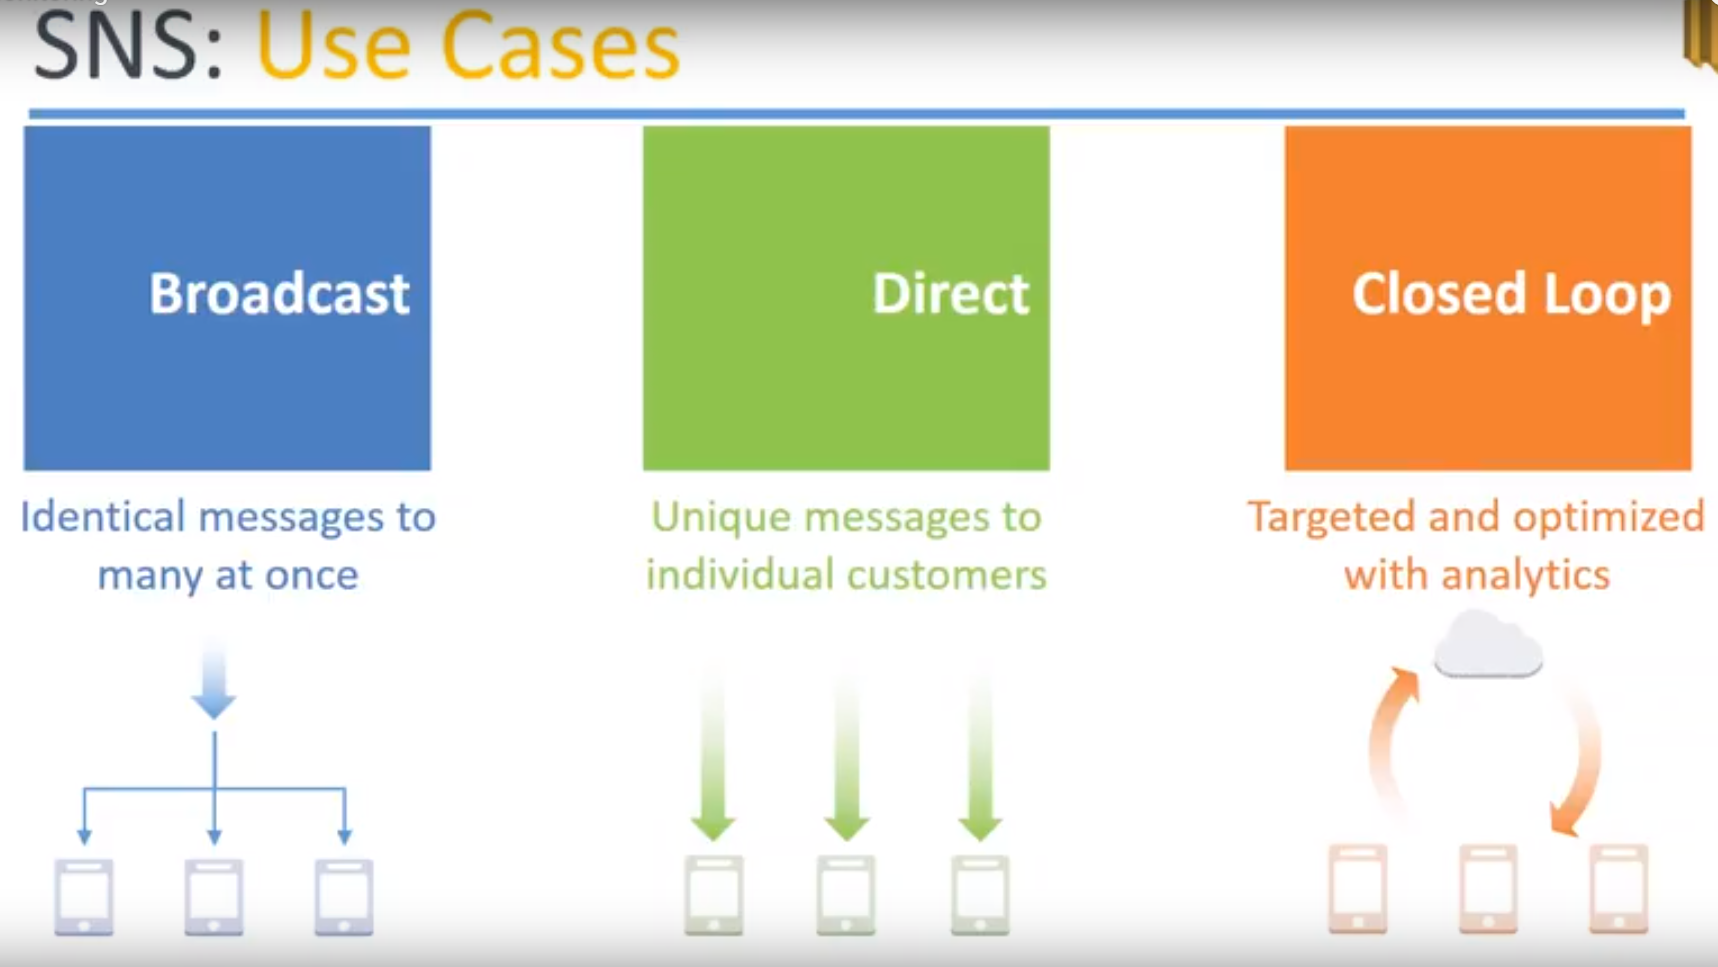 SNS: Use Cases
Broadcast
Identical messages to
many at once
Direct
Unique messages to
individual customers
Closed Loop
Targeted and optimized
with analytics